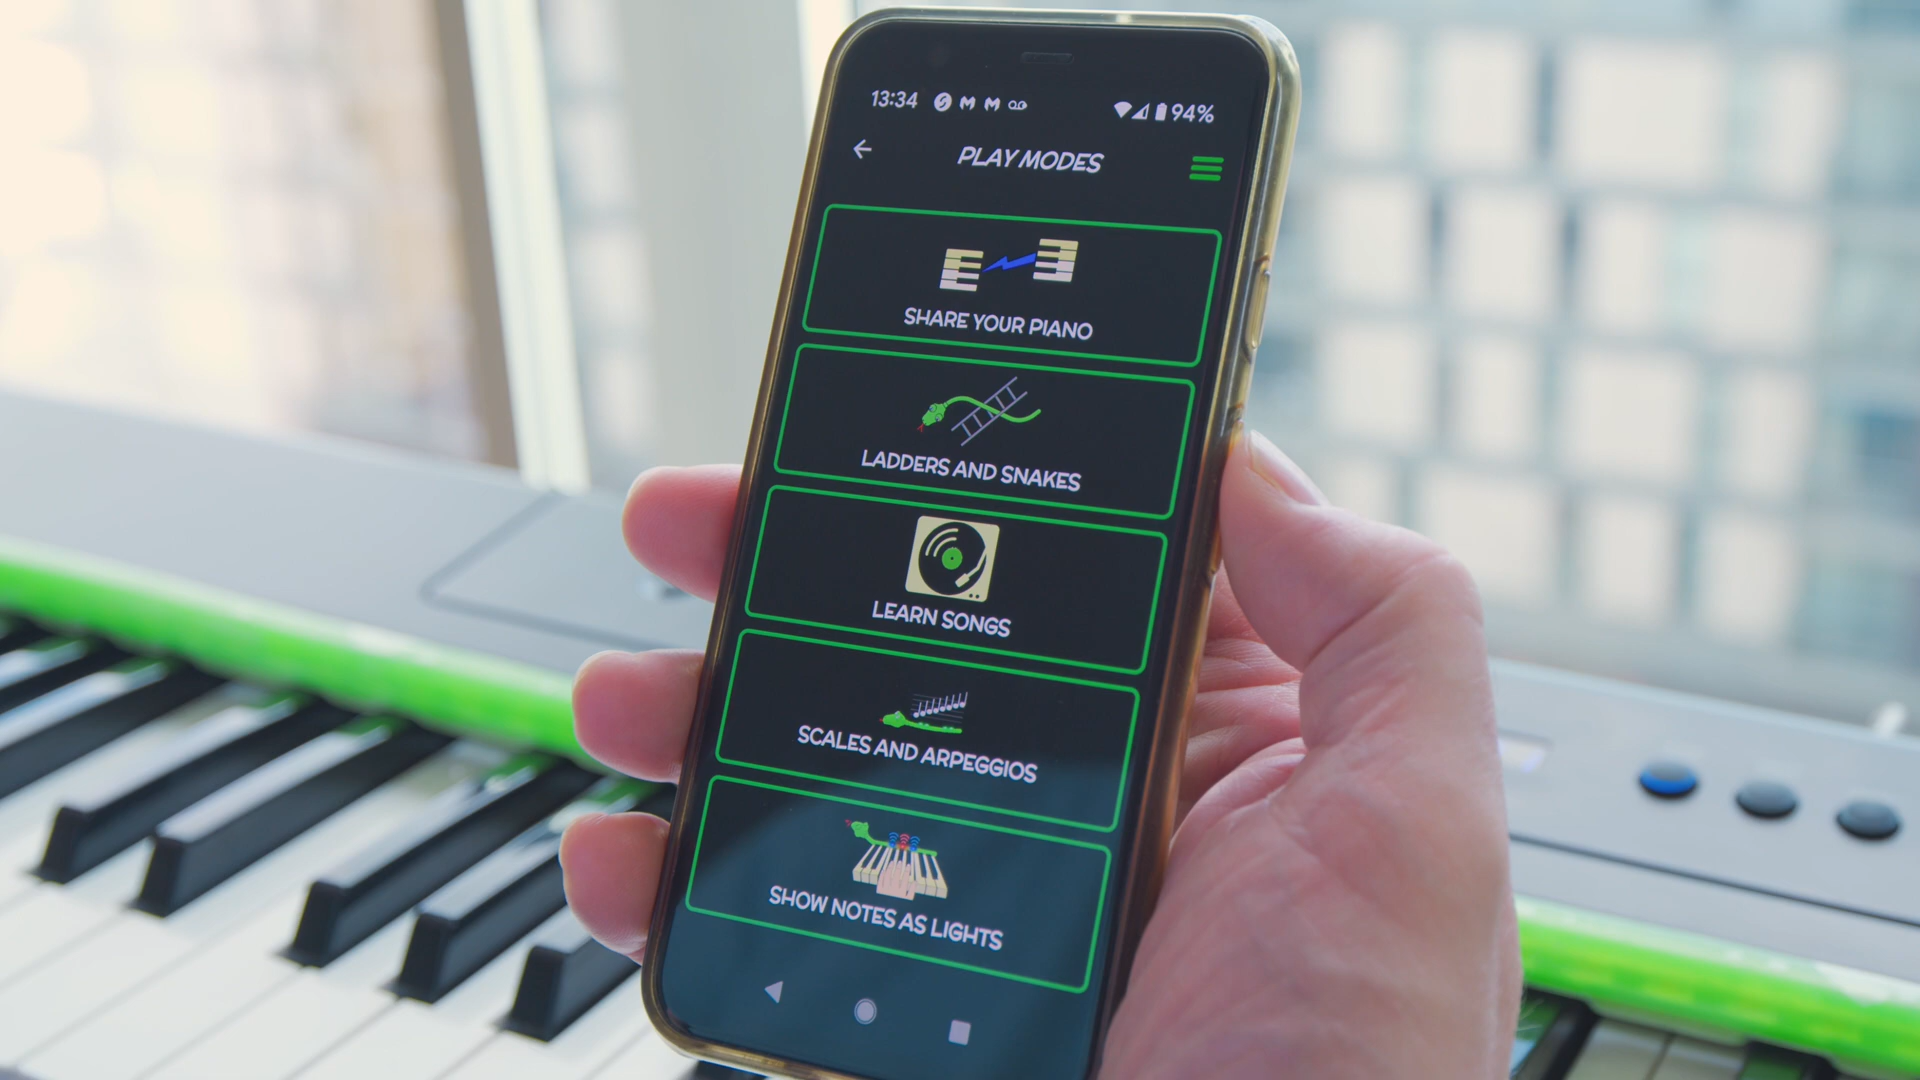 13:34 94%
PLAY MODES
SHARE YOUR PIANO
LADDERS AND SNAKES
LEARN SONGS
SCALES AND ARPEGGIOS
SHOW NOTES AS LIGHTS